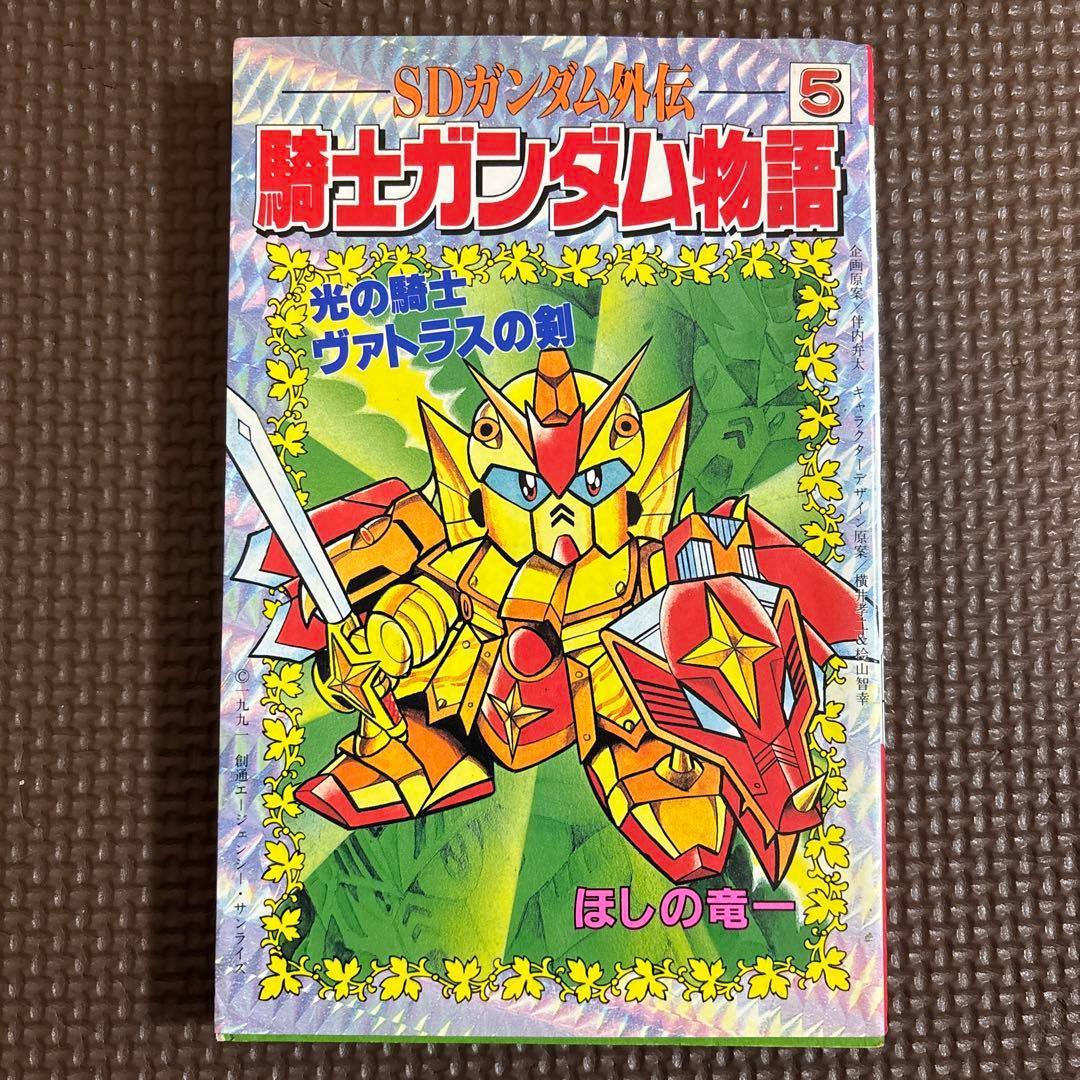 SDガンダム外伝
5
騎士ガンダム物語
光の騎士
ヴァトラスの剣
企画原案/伴内弁太 キャラクターデザイン原案/横井孝二&桧山智幸
©一九九一 創通エージェンシー・サンライズ
ほしの竜一